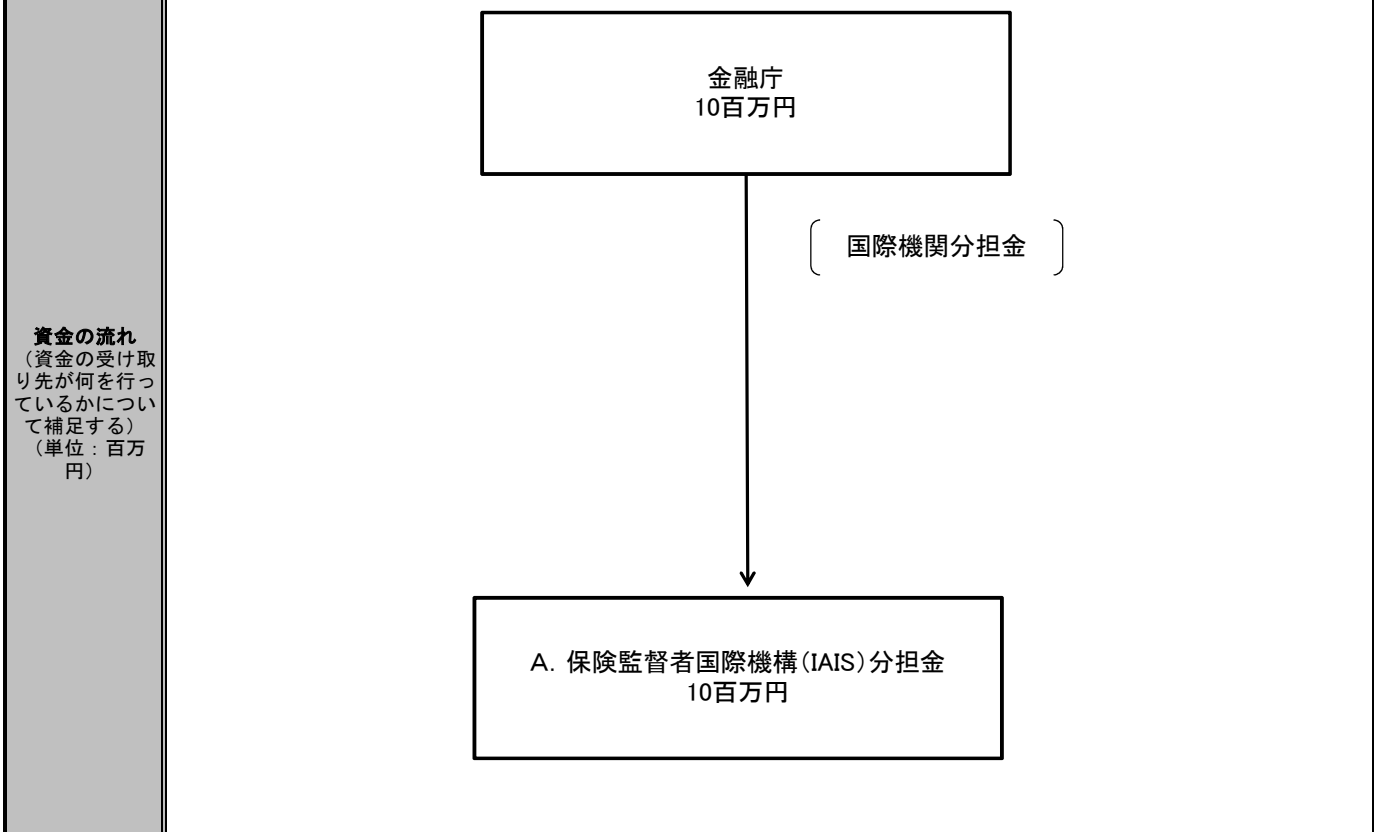 資金の流れ
（資金の受け取
り先が何を行っ
ているかについ
て補足する）
（単位：百万
円）
金融庁
10百万円
国際機関分担金
A．保険監督者国際機構（IAIS）分担金
10百万円